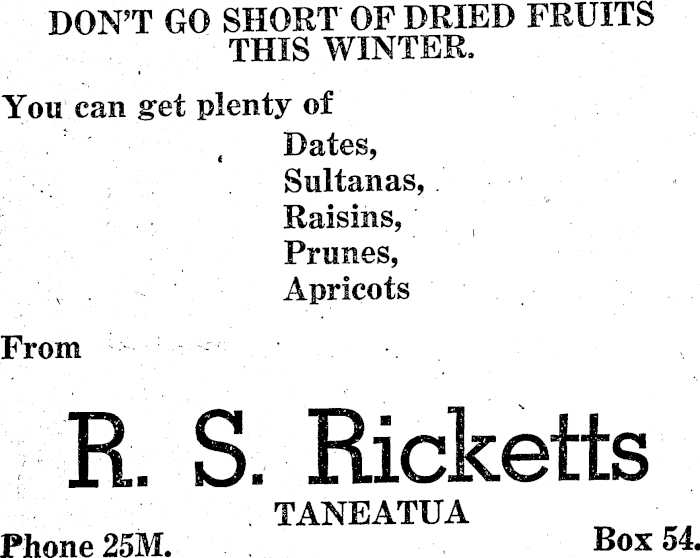 DON'T GO SHORT OF DRIED FRUITS
THIS WINTER.
You can get plenty of
Dates,
Sultanas,
Raisins,
Prunes,
Apricots
From
R. S. Ricketts
TANEATUA
Phone 25M. Box 54.